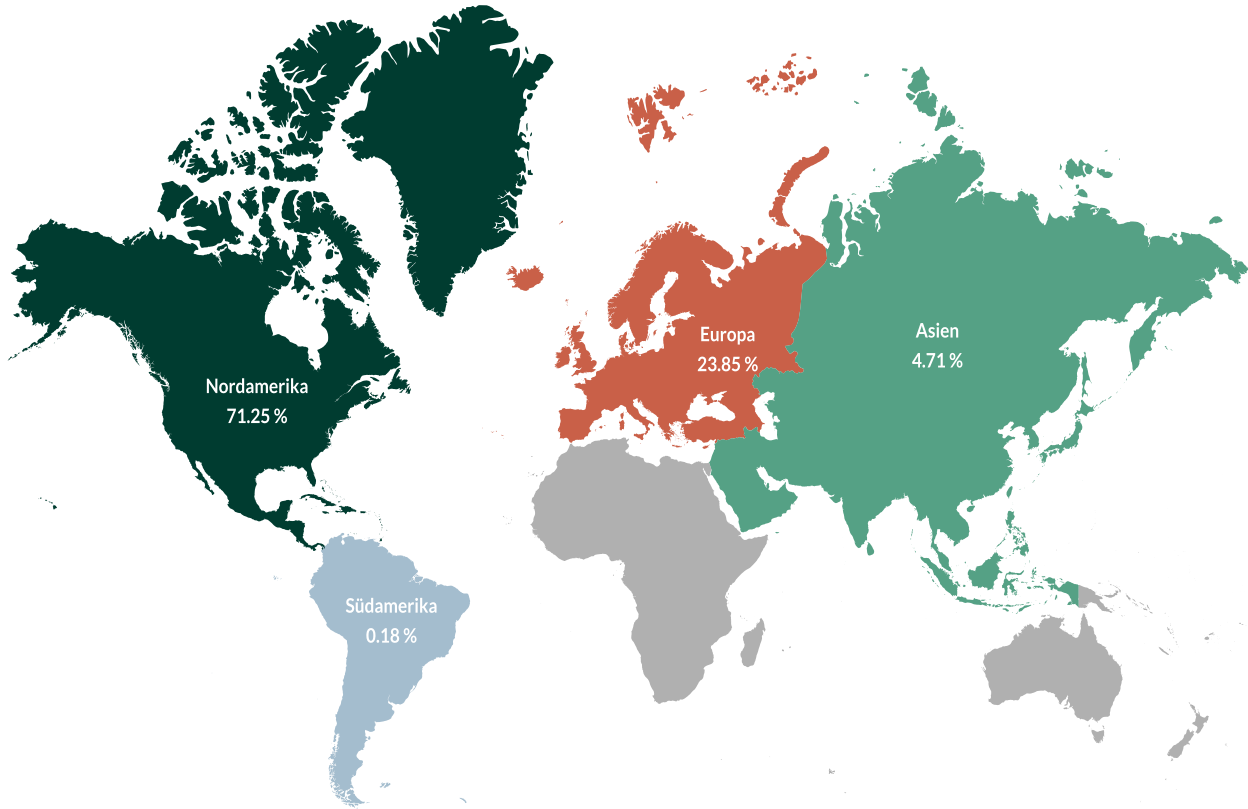 Europa
23.85 %
Asien
4.71 %
Nordamerika
71.25 %
Südamerika
0.18 %